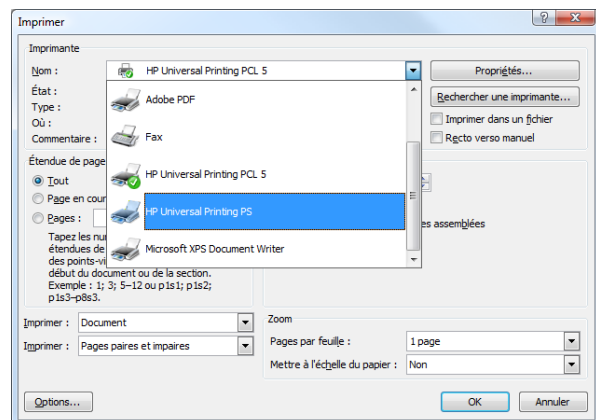 Imprimer
Imprimante
Nom : HP Universal Printing PCL 5 Propriétés...
État : Rechercher une imprimante...
Type :
Où : Imprimer dans un fichier
Commentaire : Recto verso manuel
Adobe PDF
Fax
HP Universal Printing PCL 5
HP Universal Printing PS
Microsoft XPS Document Writer
Étendue de page
Tout
Page en cour
Pages :
es assemblées
Tapez les nu
étendues de
des points-vi
début du document ou de la section.
Exemple : 1; 3; 5–12 ou p1s1; p1s2;
p1s3–p8s3.
Imprimer : Document
Imprimer : Pages paires et impaires
Zoom
Pages par feuille : 1 page
Mettre à l'échelle du papier : Non
Options... OK Annuler